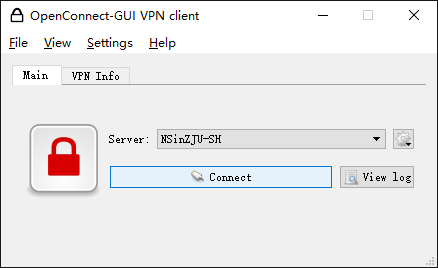 OpenConnect-GUI VPN client
File View Settings Help
Main VPN Info
Server: NSinZJU-SH
Connect View log